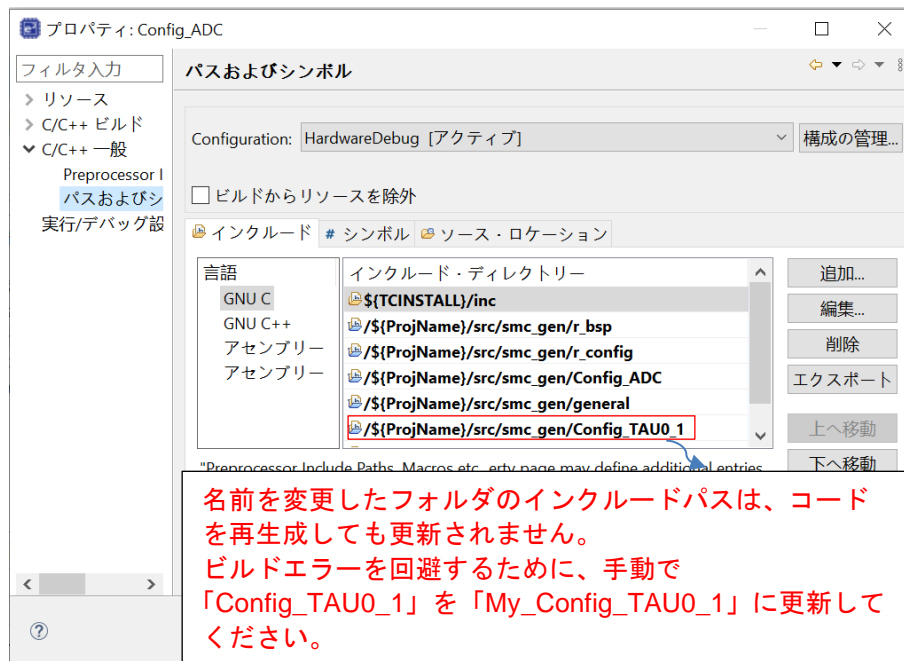 プロパティ: Config_ADC
フィルタ入力
リソース
C/C++ ビルド
C/C++ 一般
Preprocessor I
パスおよびシ
実行/デバッグ設
パスおよびシンボル
Configuration: HardwareDebug [アクティブ]
構成の管理...
ビルドからリソースを除外
インクルード # シンボル ソース・ロケーション
言語
GNU C
GNU C++
アセンブリー
アセンブリー
インクルード・ディレクトリー
${TCINSTALL}/inc
/${ProjName}/src/smc_gen/r_bsp
/${ProjName}/src/smc_gen/r_config
/${ProjName}/src/smc_gen/Config_ADC
/${ProjName}/src/smc_gen/general
/${ProjName}/src/smc_gen/Config_TAU0_1
追加...
編集...
削除
エクスポート
上へ移動
下へ移動
"Preprocessor Include Paths, Macros etc. erty page may define additional entries
名前を変更したフォルダのインクルードパスは、コード
を再生成しても更新されません。
ビルドエラーを回避するために、手動で
「Config_TAU0_1」を「My_Config_TAU0_1」に更新して
ください。